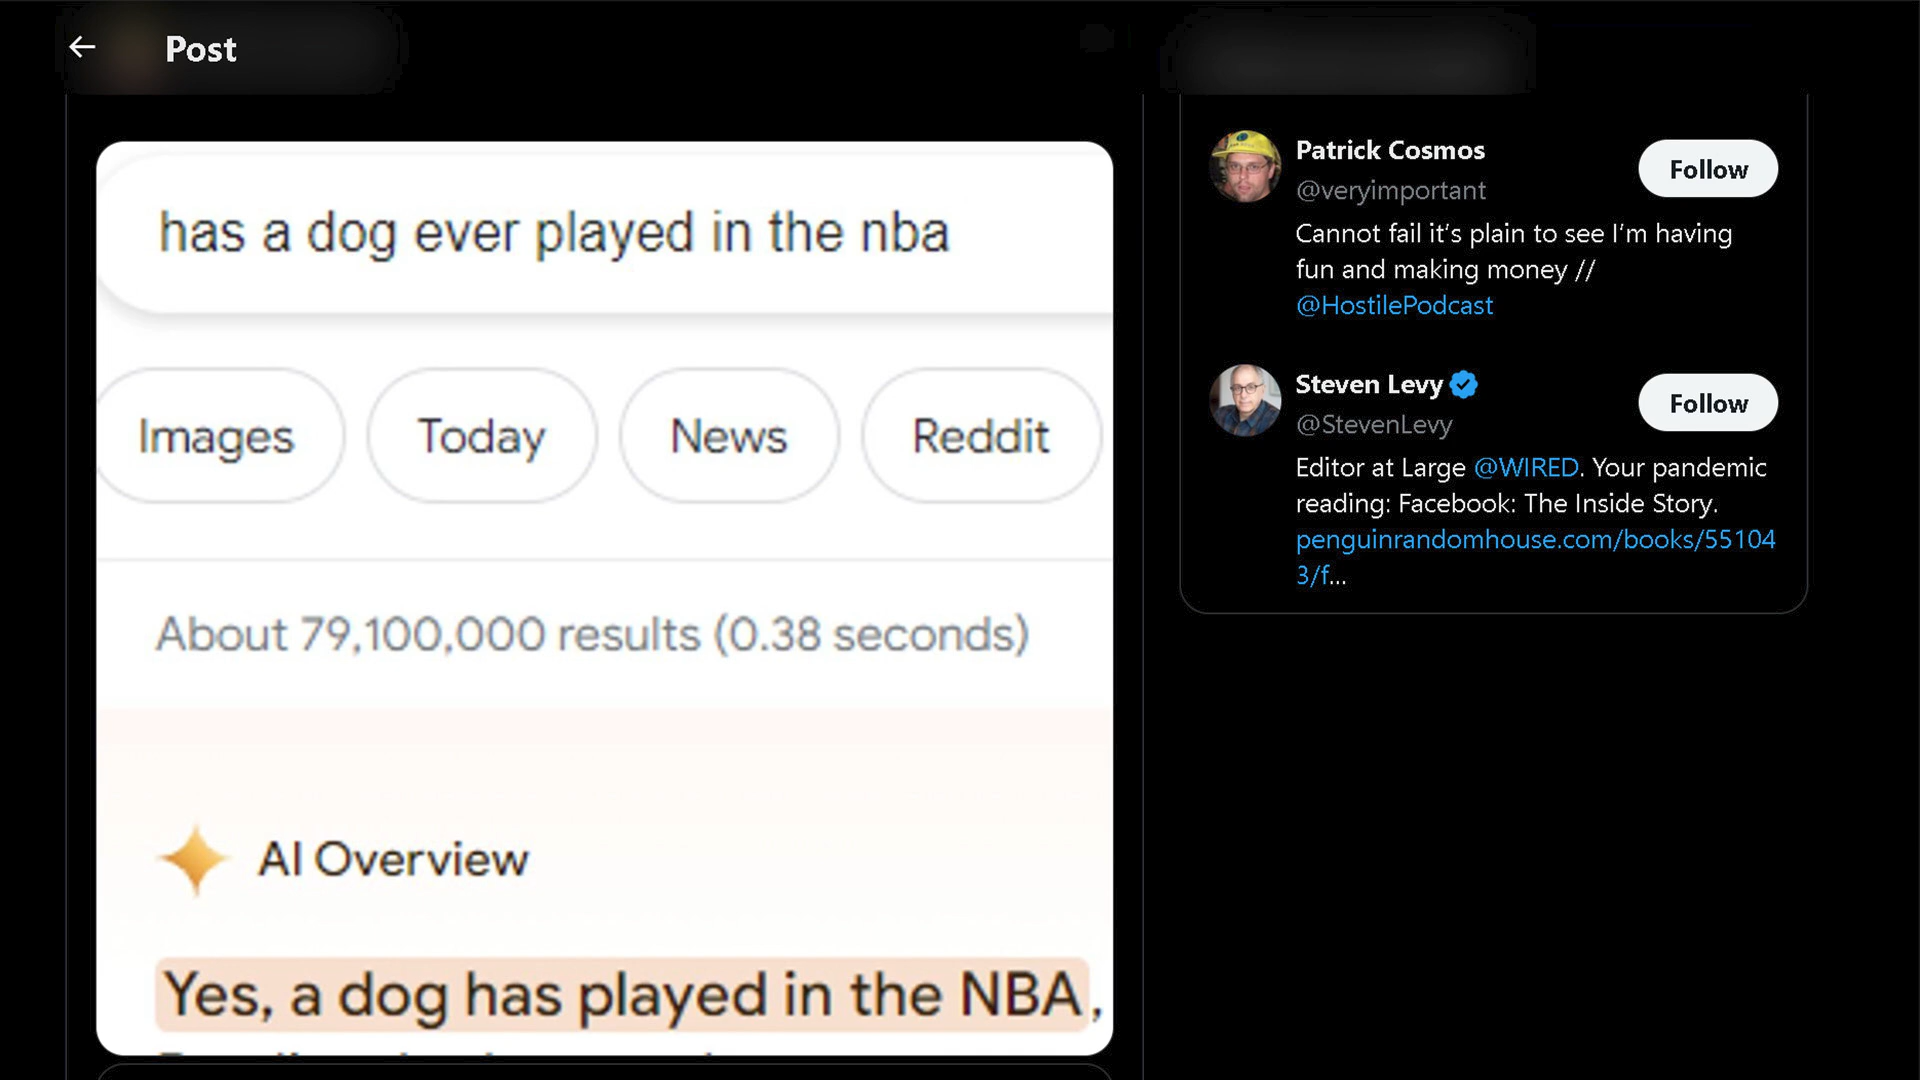 Post
has a dog ever played in the nba
Images Today News Reddit
About 79,100,000 results (0.38 seconds)
AI Overview
Yes, a dog has played in the NBA,
Patrick Cosmos
@veryimportant
Follow
Cannot fail it’s plain to see I’m having
fun and making money //
@HostilePodcast
Steven Levy
@StevenLevy
Follow
Editor at Large @WIRED. Your pandemic
reading: Facebook: The Inside Story.
penguinrandomhouse.com/books/55104
3/f...